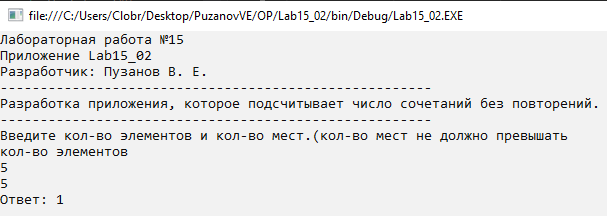 file:///C:/Users/Clobr/Desktop/PuzanovVE/OP/Lab15_02/bin/Debug/Lab15_02.EXE
Лабораторная работа №15
Приложение Lab15_02
Разработчик: Пузанов В. Е.
------------------------------------------------------
Разработка приложения, которое подсчитывает число сочетаний без повторений.
------------------------------------------------------
Введите кол-во элементов и кол-во мест.(кол-во мест не должно превышать
кол-во элементов
5
5
Ответ: 1